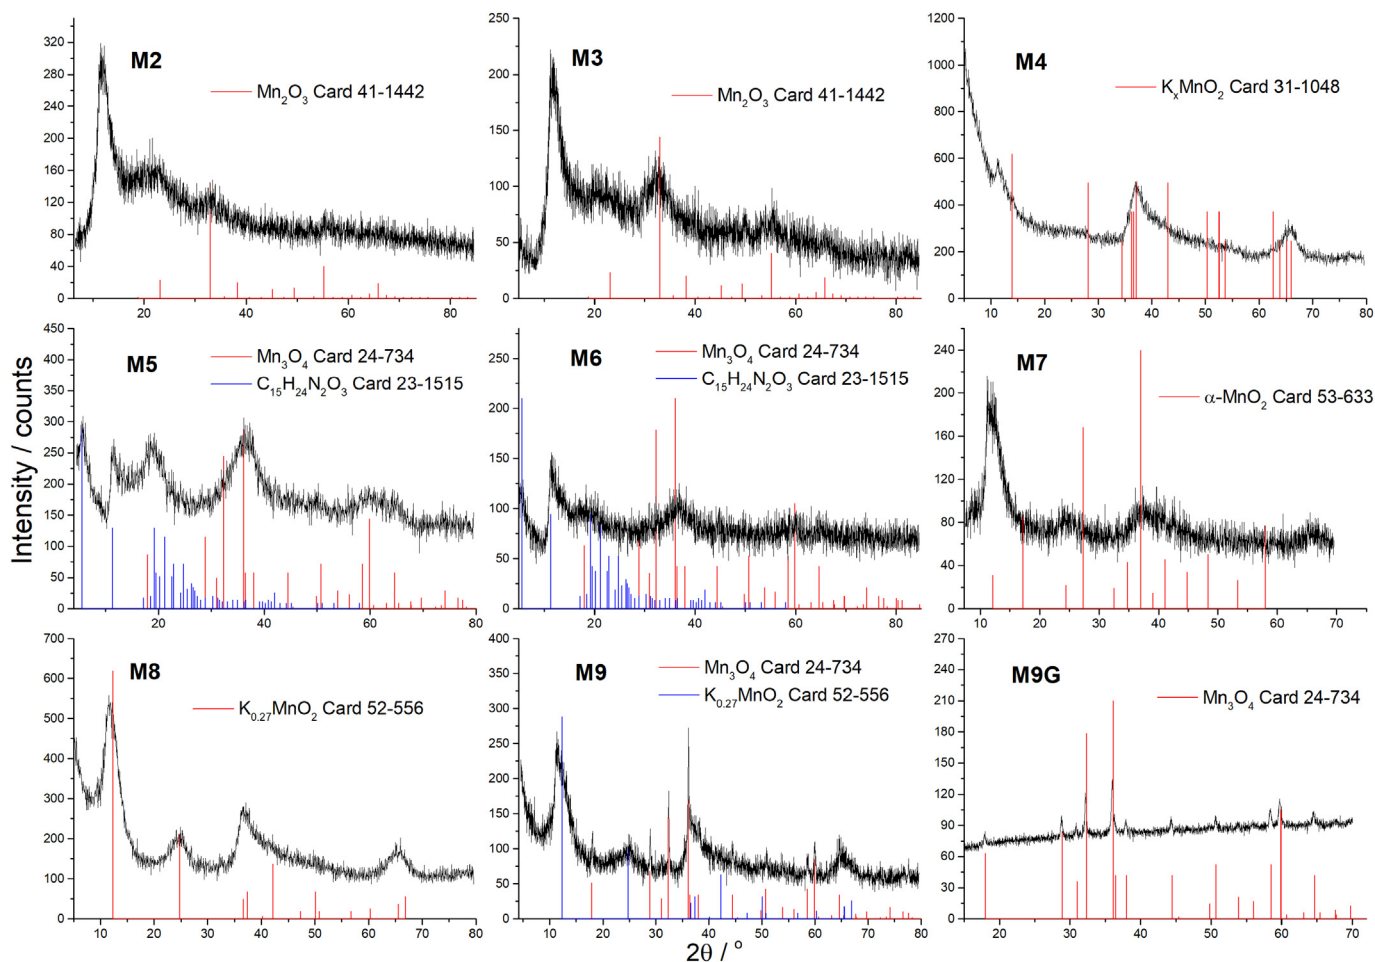 M2
Mn₂O₃ Card 41-1442
320
280
240
200
160
120
80
40
0
20 40 60 80
M3
Mn₂O₃ Card 41-1442
250
200
150
100
50
0
10 20 30 40 50 60 70 80
M4
KₓMnO₂ Card 31-1048
1200
1000
800
600
400
200
0
10 20 30 40 50 60 70 80
Intensity / counts
M5
Mn₃O₄ Card 24-734
C₁₅H₂₄N₂O₃ Card 23-1515
450
400
350
300
250
200
150
100
50
0
20 40 60 80
M6
Mn₃O₄ Card 24-734
C₁₅H₂₄N₂O₃ Card 23-1515
250
200
150
100
50
0
20 40 60 80
M7
α-MnO₂ Card 53-633
240
200
160
120
80
40
0
10 20 30 40 50 60 70
M8
K₀.₂₇MnO₂ Card 52-556
700
600
500
400
300
200
100
0
10 20 30 40 50 60 70 80
M9
Mn₃O₄ Card 24-734
K₀.₂₇MnO₂ Card 52-556
400
350
300
250
200
150
100
50
0
10 20 30 40 50 60 70 80
M9G
Mn₃O₄ Card 24-734
270
240
210
180
150
120
90
60
30
0
20 30 40 50 60 70
2θ / °